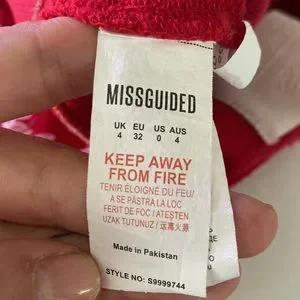 MISSGUIDED
UK EU US AUS
4 32 0 4
KEEP AWAY
FROM FIRE
TENIR ÉLOIGNÉ DU FEU/
A SE PĂSTRA LA LOC
FERIT DE FOC / ATEŞTEN
UZAK TUTUNUZ / 远离火源
Made in Pakistan
STYLE NO: S9999744